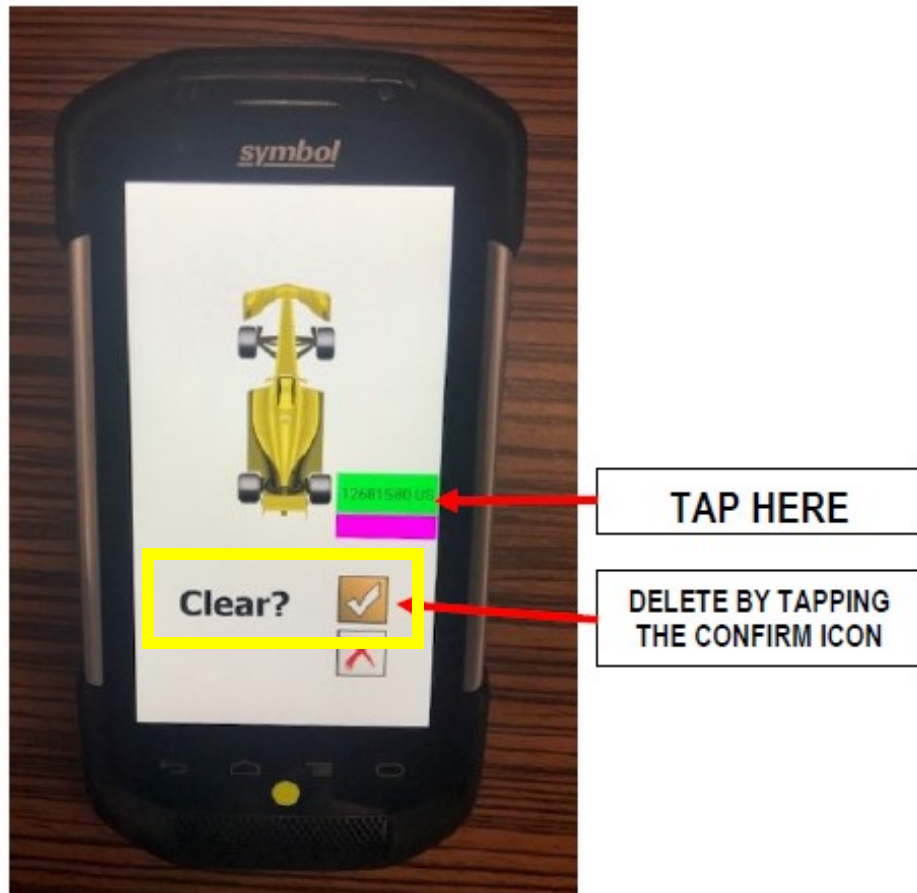 symbol
12681580 US
TAP HERE
Clear?
DELETE BY TAPPING
THE CONFIRM ICON